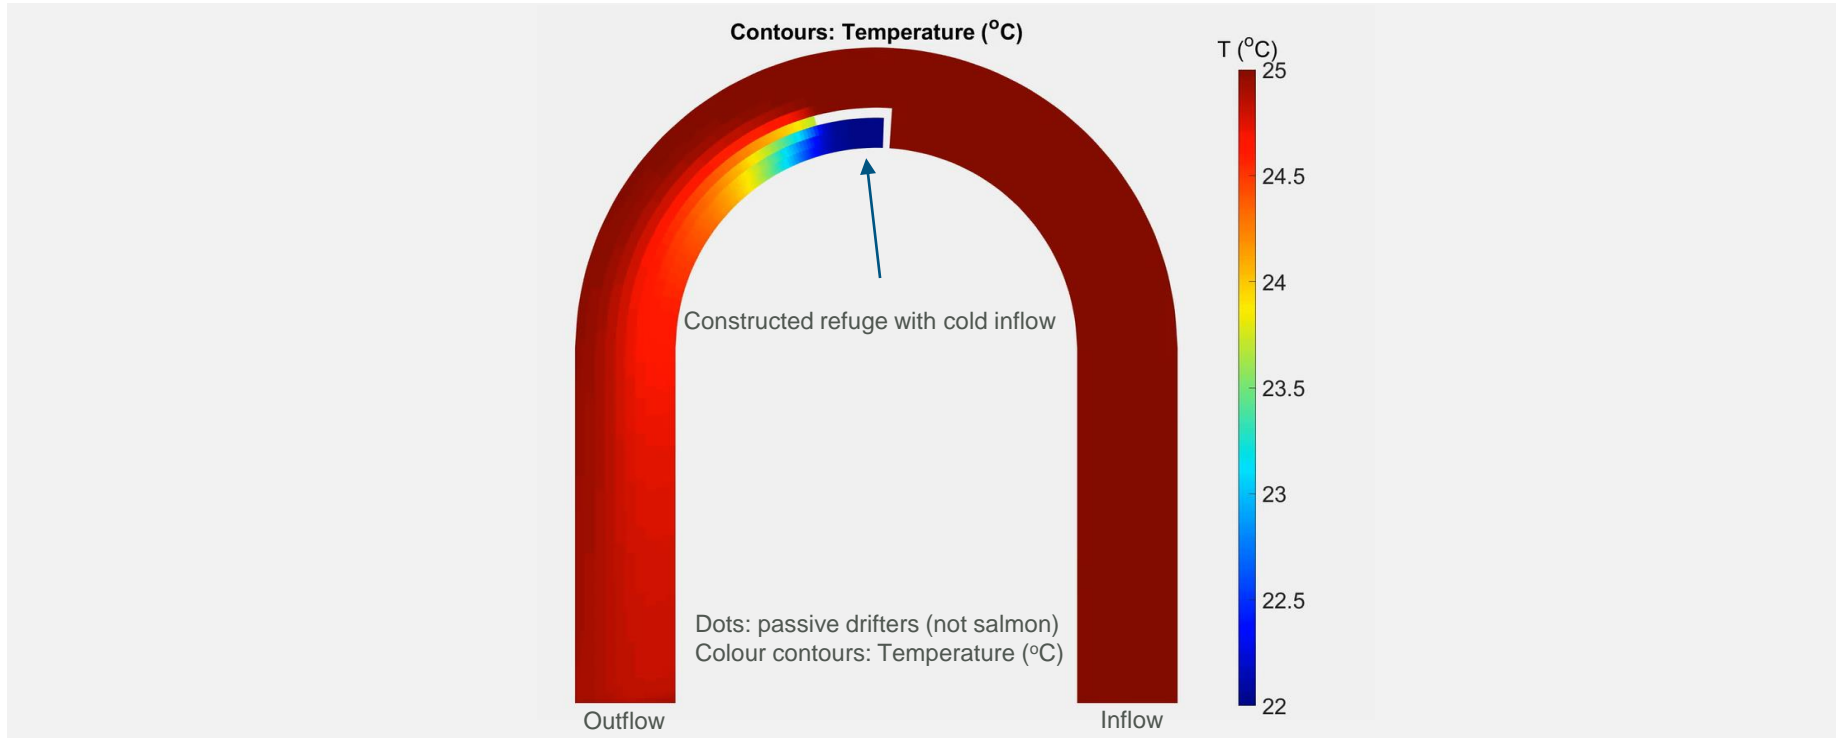 Contours: Temperature (°C)
T (°C)
25
24.5
24
23.5
23
22.5
22
Constructed refuge with cold inflow
Dots: passive drifters (not salmon)
Colour contours: Temperature (°C)
Outflow
Inflow